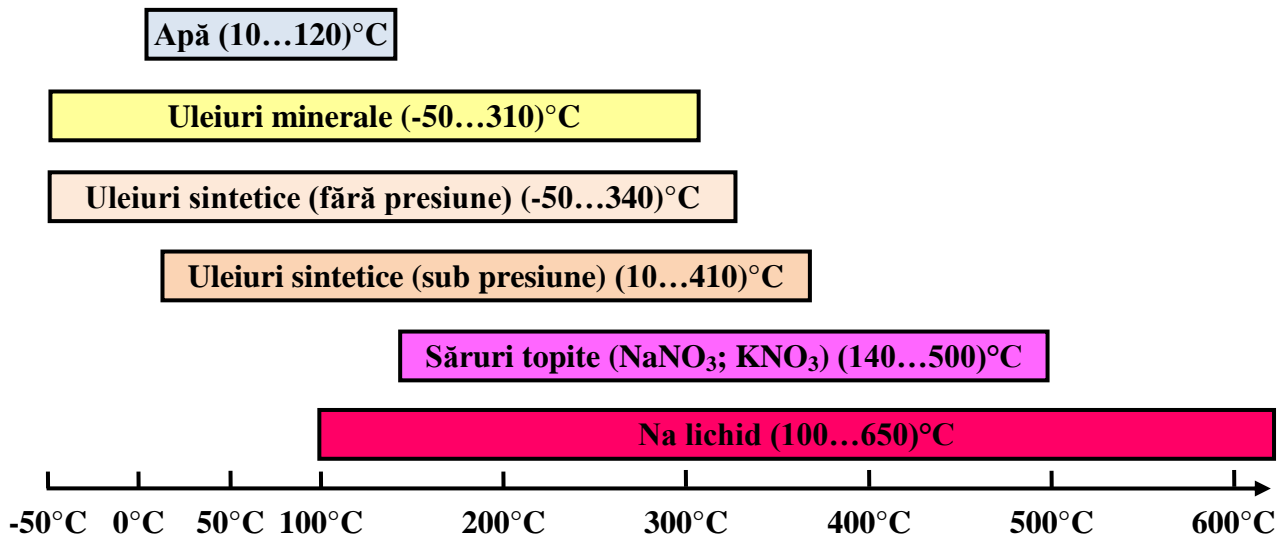 Apă (10…120)°C
Uleiuri minerale (-50…310)°C
Uleiuri sintetice (fără presiune) (-50…340)°C
Uleiuri sintetice (sub presiune) (10…410)°C
Săruri topite (NaNO₃; KNO₃) (140…500)°C
Na lichid (100…650)°C
-50°C 0°C 50°C 100°C 200°C 300°C 400°C 500°C 600°C